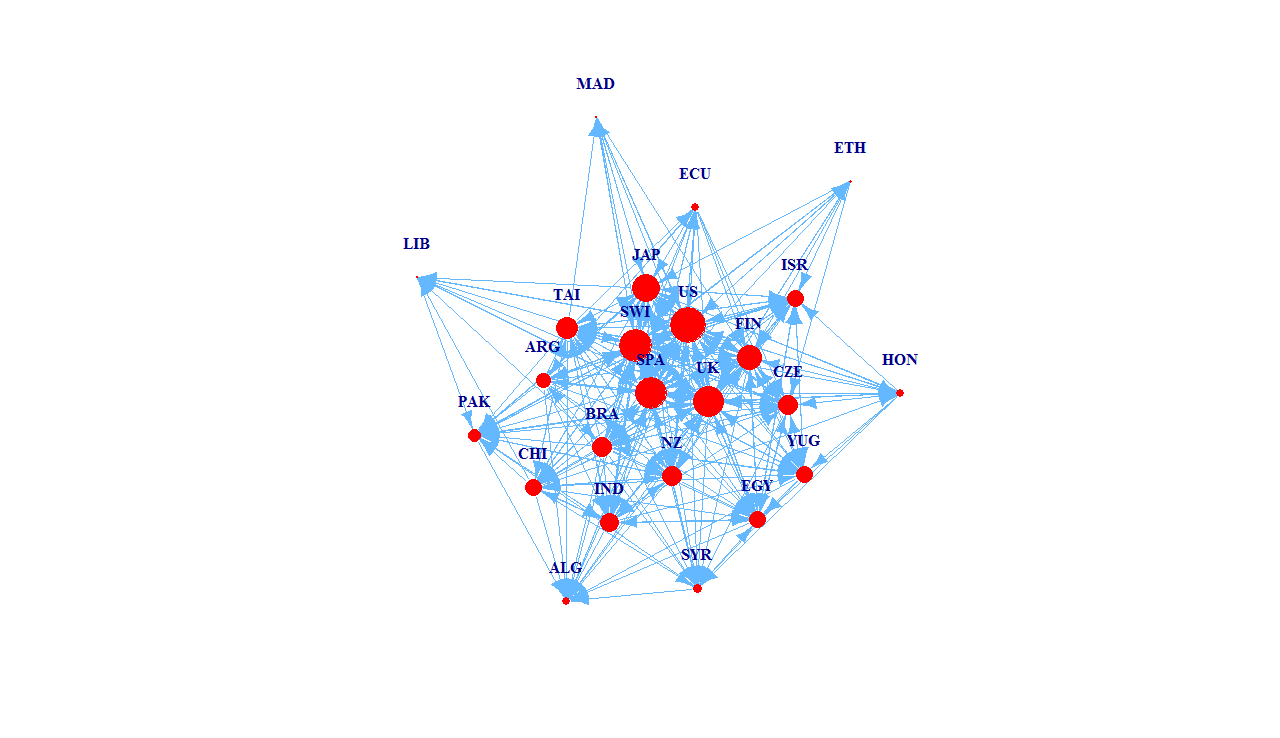 MAD
ETH
ECU
LIB
JAP
ISR
TAI
US
SWI
FIN
ARG
SPA
HON
UK
CZE
PAK
BRA
YUG
NZ
CHI
EGY
IND
SYR
ALG